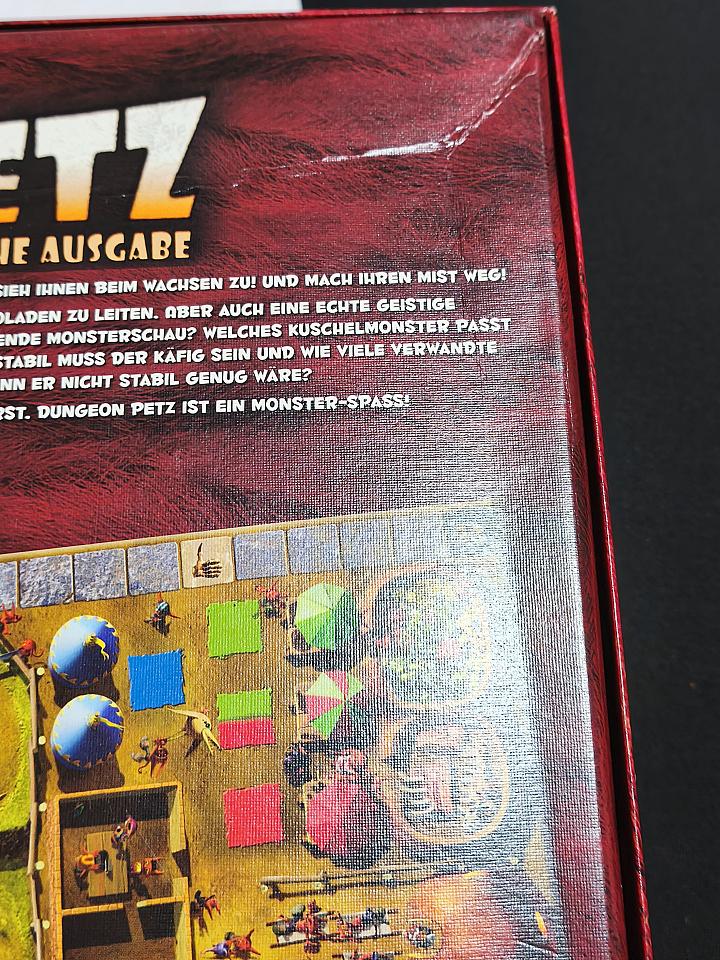 ETZ
HE AUSGABE
SIEH IHNEN BEIM WACHSEN ZU! UND MACH IHREN MIST WEG!
OLADEN ZU LEITEN. ABER AUCH EINE ECHTE GEISTIGE
ENDE MONSTERSCHAU? WELCHES KUSCHELMONSTER PASST
STABIL MUSS DER KÄFIG SEIN UND WIE VIELE VERWANDTE
NN ER NICHT STABIL GENUG WÄRE?
RST. DUNGEON PETZ IST EIN MONSTER-SPASS!